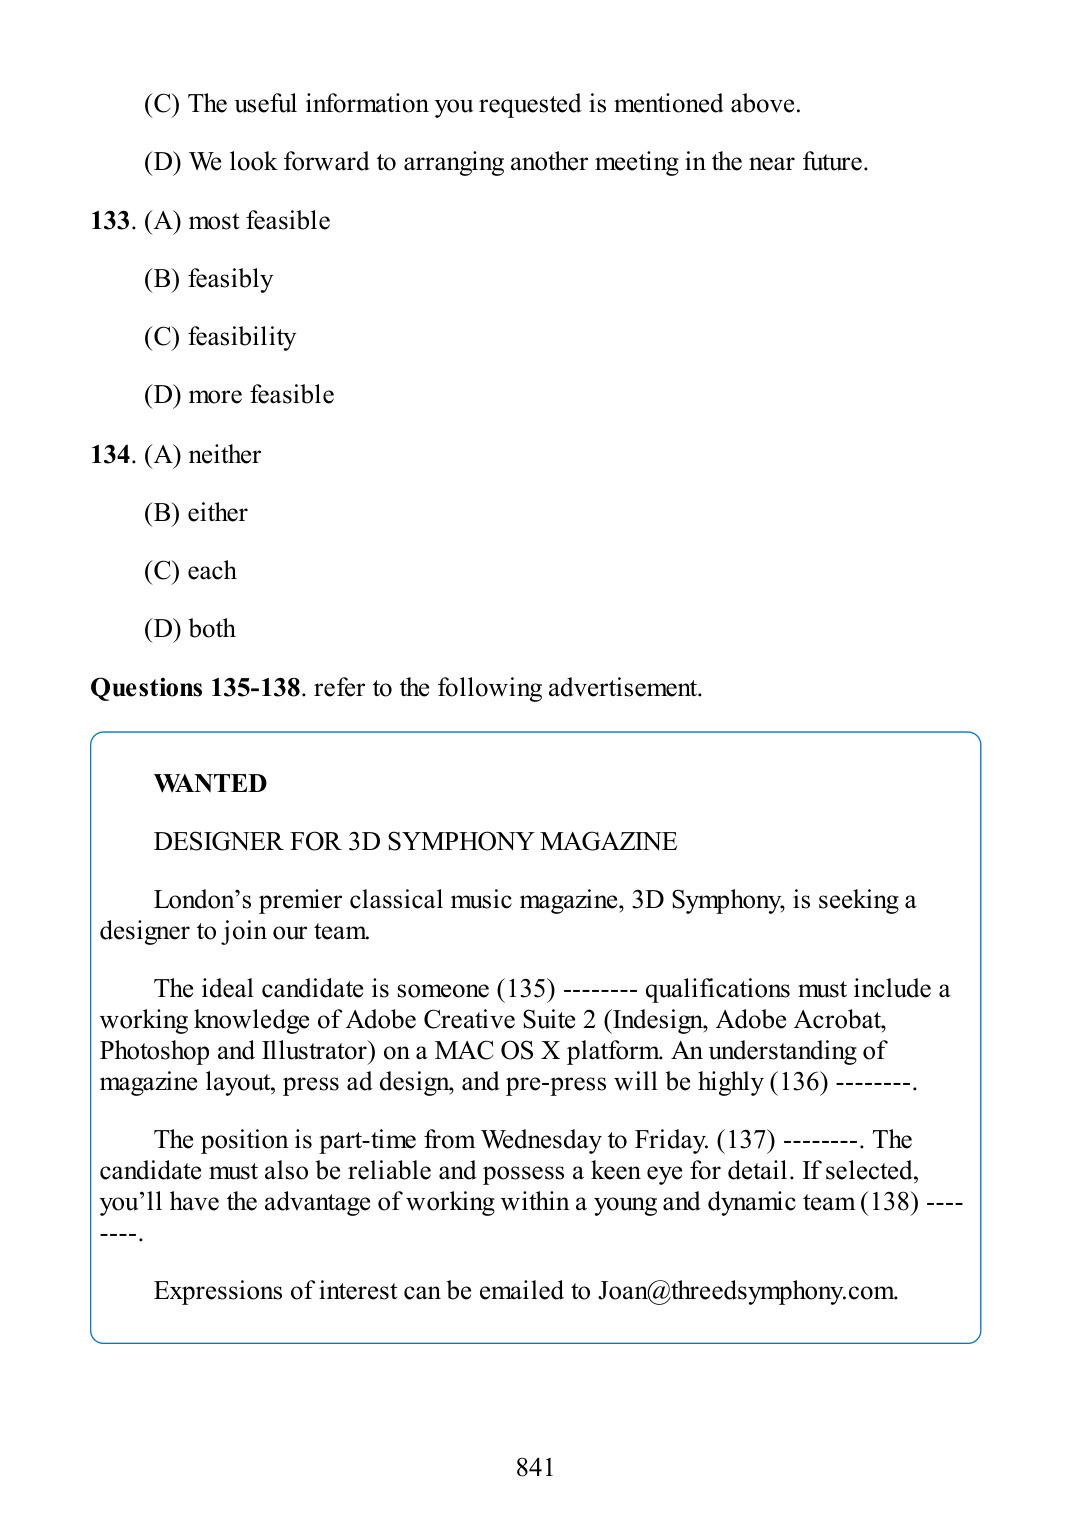 (C) The useful information you requested is mentioned above.
(D) We look forward to arranging another meeting in the near future.
133. (A) most feasible
(B) feasibly
(C) feasibility
(D) more feasible
134. (A) neither
(B) either
(C) each
(D) both
Questions 135-138. refer to the following advertisement.
WANTED
DESIGNER FOR 3D SYMPHONY MAGAZINE
London’s premier classical music magazine, 3D Symphony, is seeking a
designer to join our team.
The ideal candidate is someone (135) -------- qualifications must include a
working knowledge of Adobe Creative Suite 2 (Indesign, Adobe Acrobat,
Photoshop and Illustrator) on a MAC OS X platform. An understanding of
magazine layout, press ad design, and pre-press will be highly (136) --------.
The position is part-time from Wednesday to Friday. (137) --------. The
candidate must also be reliable and possess a keen eye for detail. If selected,
you’ll have the advantage of working within a young and dynamic team (138) ----
----.
Expressions of interest can be emailed to Joan@threedsymphony.com.
841